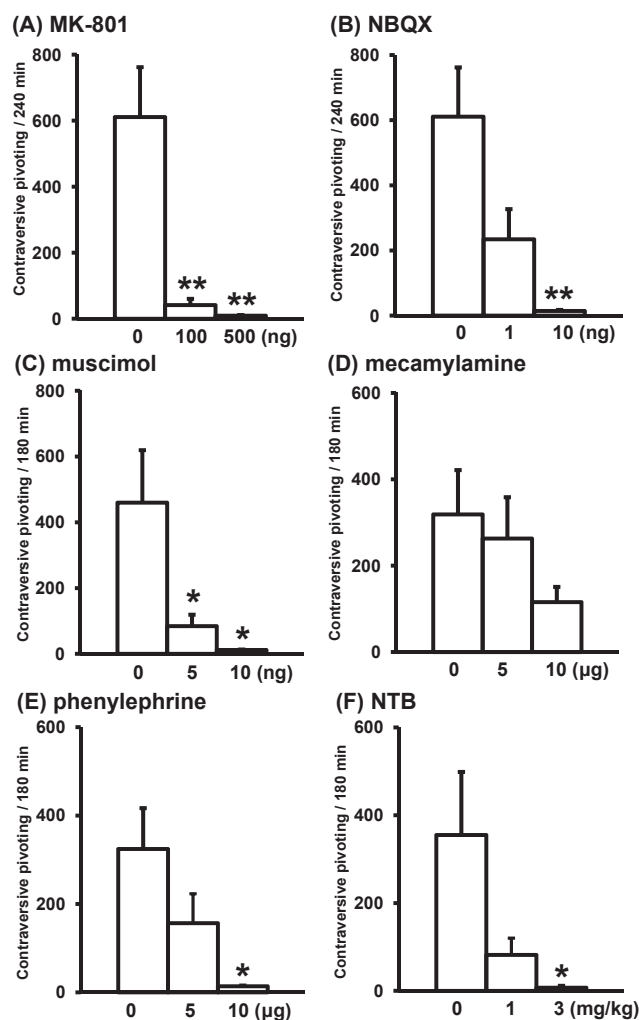 (A) MK-801
Contraversive pivoting / 240 min
800
600
400
200
0
**
**
0 100 500 (ng)
(B) NBQX
Contraversive pivoting / 240 min
800
600
400
200
0
**
0 1 10 (ng)
(C) muscimol
Contraversive pivoting / 180 min
800
600
400
200
0
*
*
0 5 10 (ng)
(D) mecamylamine
Contraversive pivoting / 180 min
600
400
200
0
0 5 10 (μg)
(E) phenylephrine
Contraversive pivoting / 180 min
600
400
200
0
*
0 5 10 (μg)
(F) NTB
Contraversive pivoting / 180 min
600
400
200
0
*
0 1 3 (mg/kg)